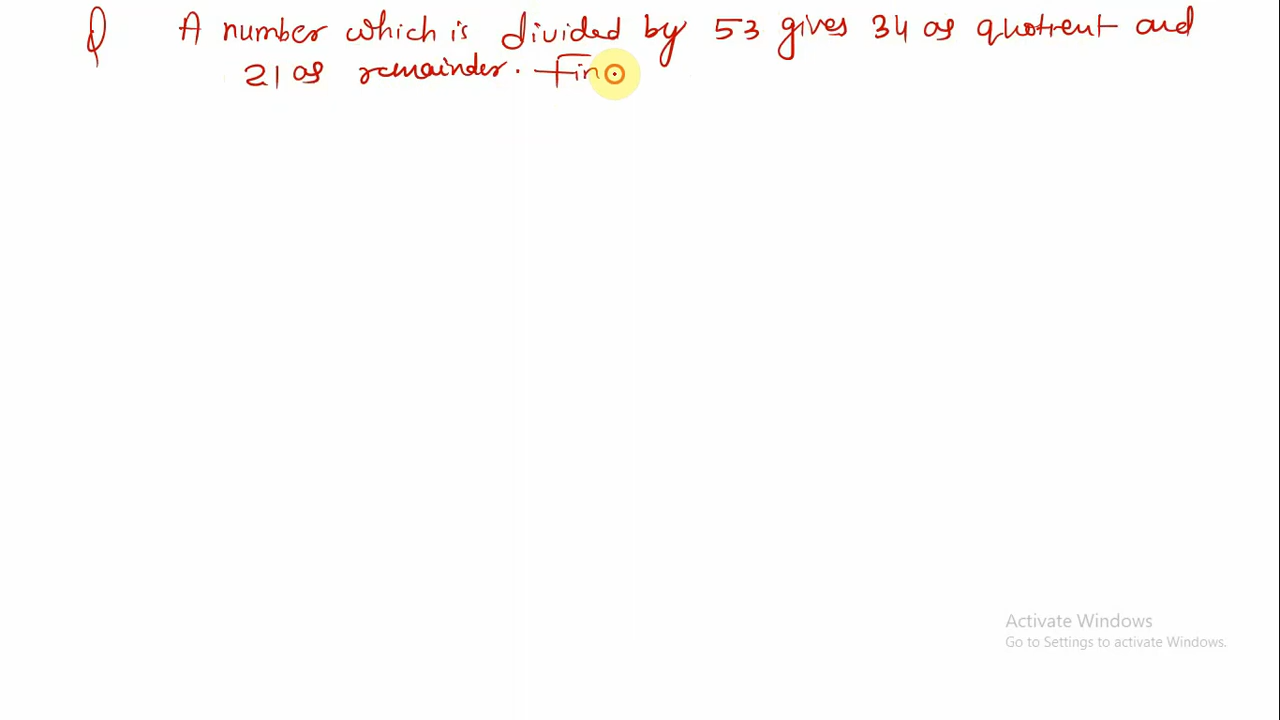 Q A number which is divided by 53 gives 34 as quotient and
21 as remainder. Fin
Activate Windows
Go to Settings to activate Windows.